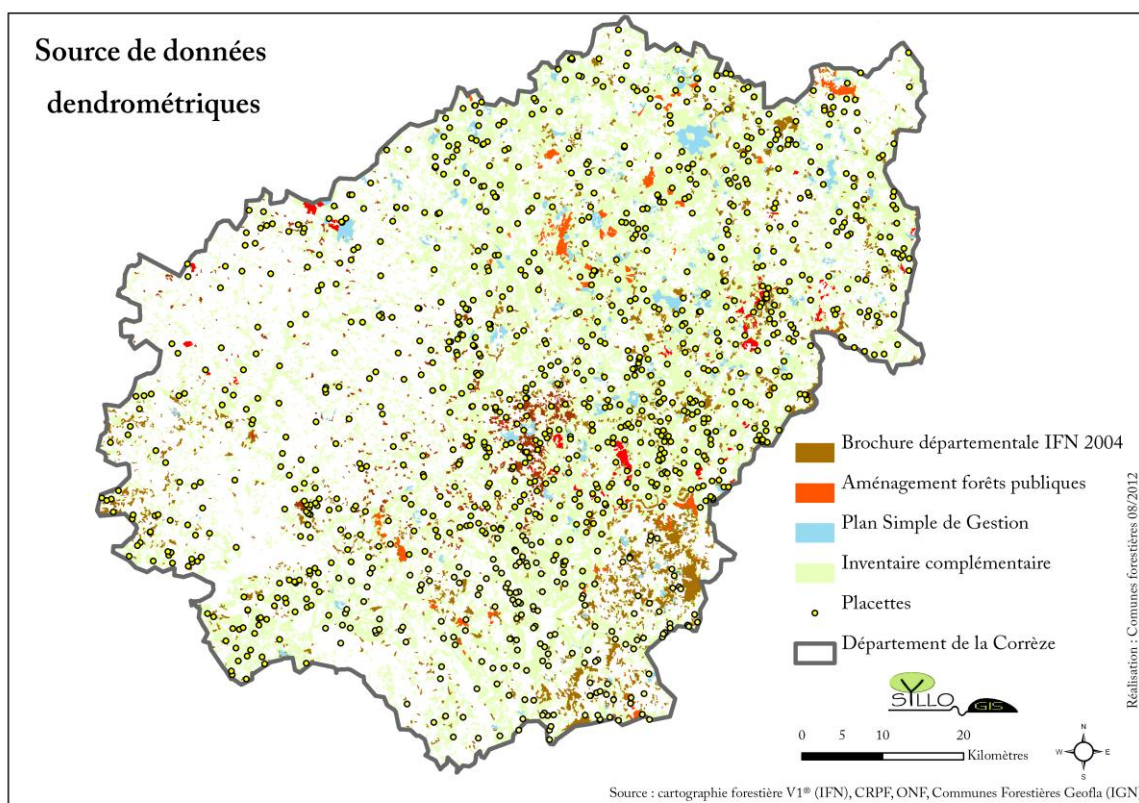 Source de données
dendrométriques
Brochure départementale IFN 2004
Aménagement forêts publiques
Plan Simple de Gestion
Inventaire complémentaire
Placettes
Département de la Corrèze
SYLLO GIS
0 5 10 20
Kilomètres
N
W E
S
Réalisation : Comunes forestières 08/2012
Source : cartographie forestière V1® (IFN), CRPF, ONF, Communes Forestières Geofla (IGN)